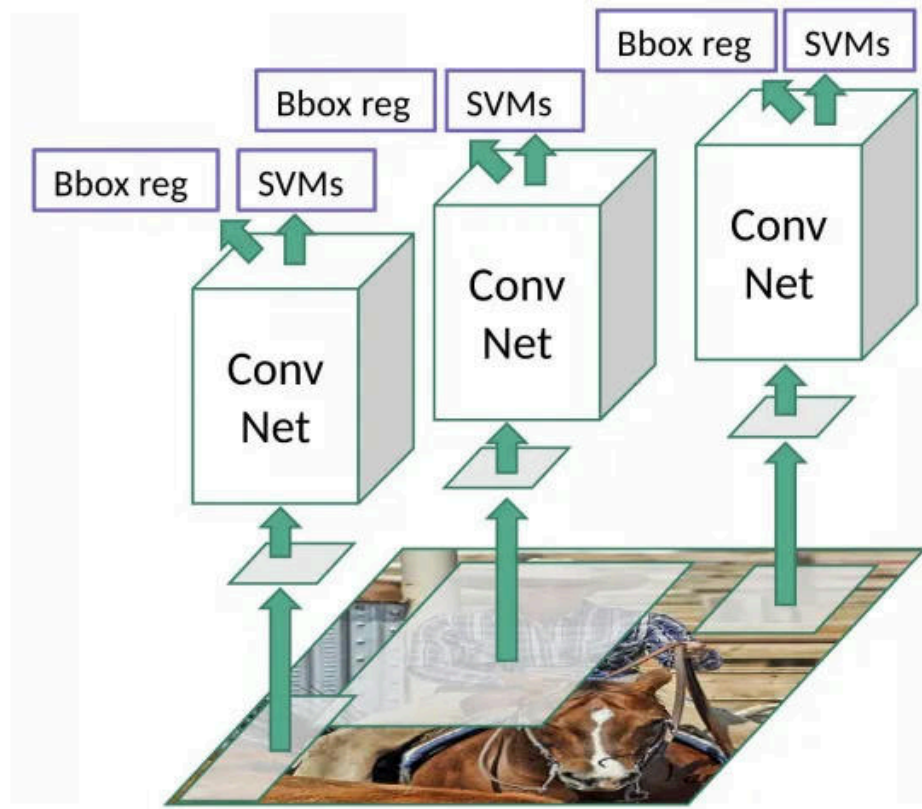 Bbox reg
SVMs
Bbox reg
SVMs
Bbox reg
SVMs
Conv
Net
Conv
Net
Conv
Net